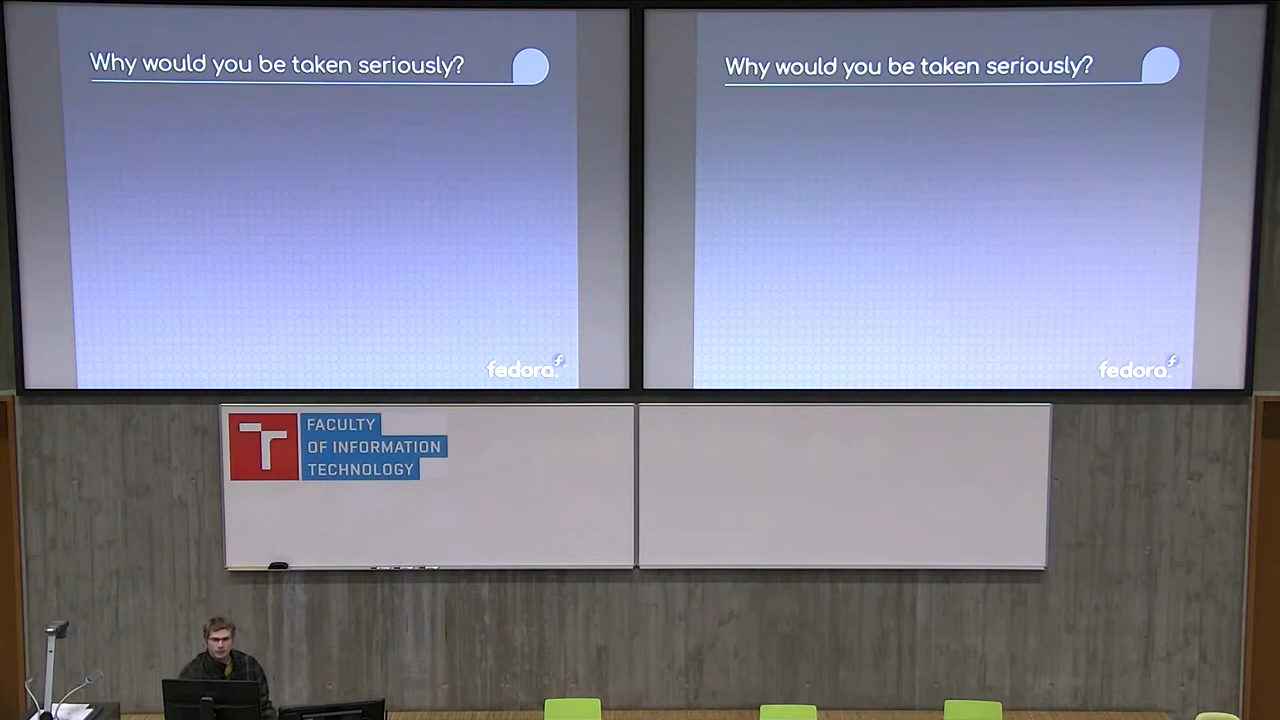 Why would you be taken seriously?
fedora
Why would you be taken seriously?
fedora
FACULTY
OF INFORMATION
TECHNOLOGY